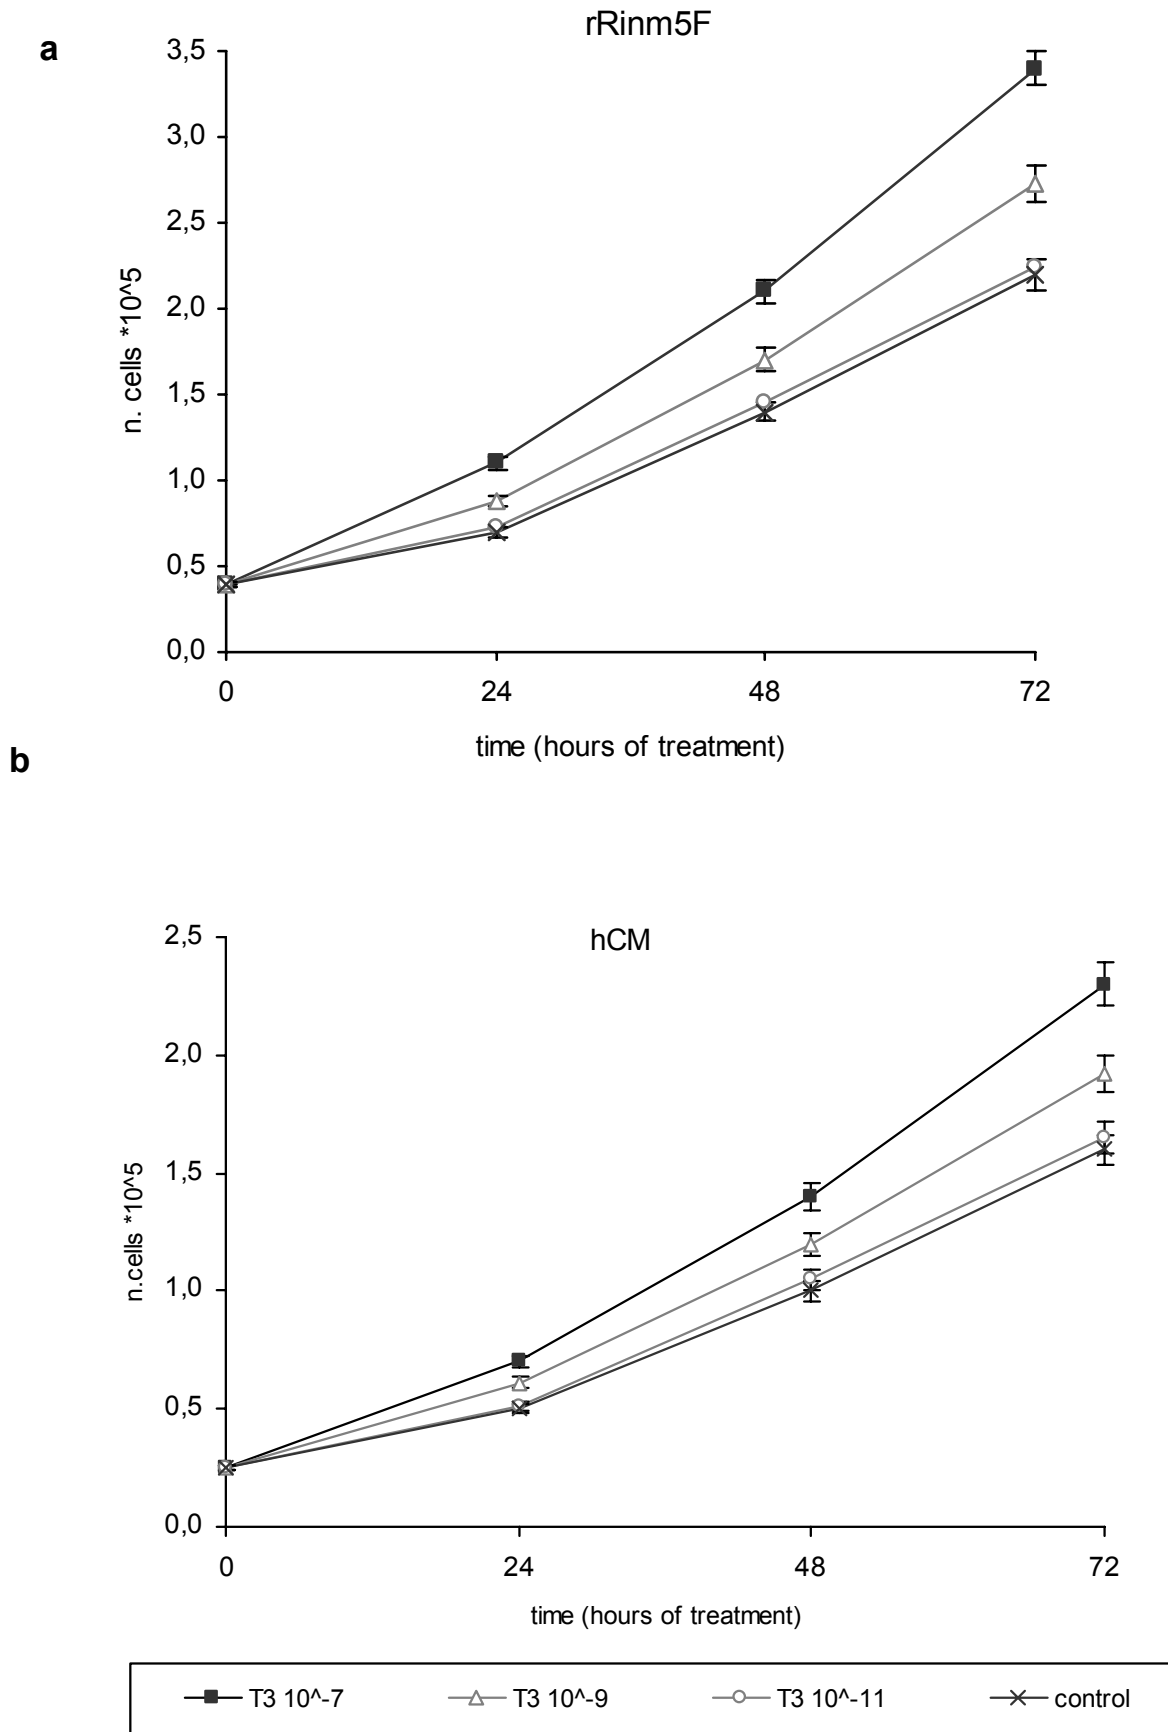 a
rRinm5F
3,5
3,0
2,5
2,0
1,5
1,0
0,5
0,0
n. cells *10^5
0 24 48 72
time (hours of treatment)
b
hCM
2,5
2,0
1,5
1,0
0,5
0,0
n.cells *10^5
0 24 48 72
time (hours of treatment)
T3 10^-7 T3 10^-9 T3 10^-11 control